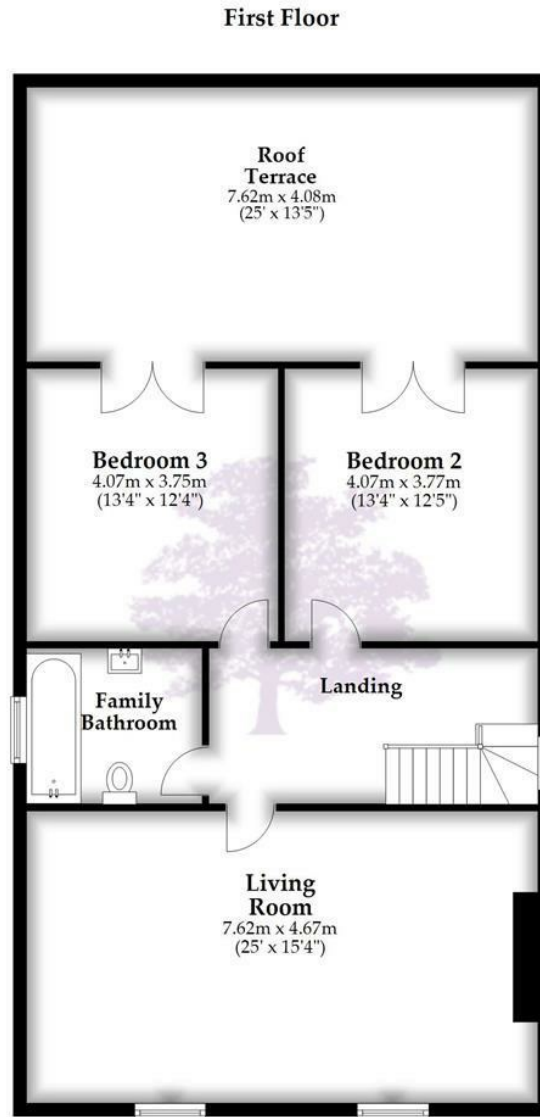 First Floor
Roof
Terrace
7.62m x 4.08m
(25' x 13'5")
Bedroom 3
4.07m x 3.75m
(13'4" x 12'4")
Bedroom 2
4.07m x 3.77m
(13'4" x 12'5")
Family
Bathroom
Landing
Living
Room
7.62m x 4.67m
(25' x 15'4")